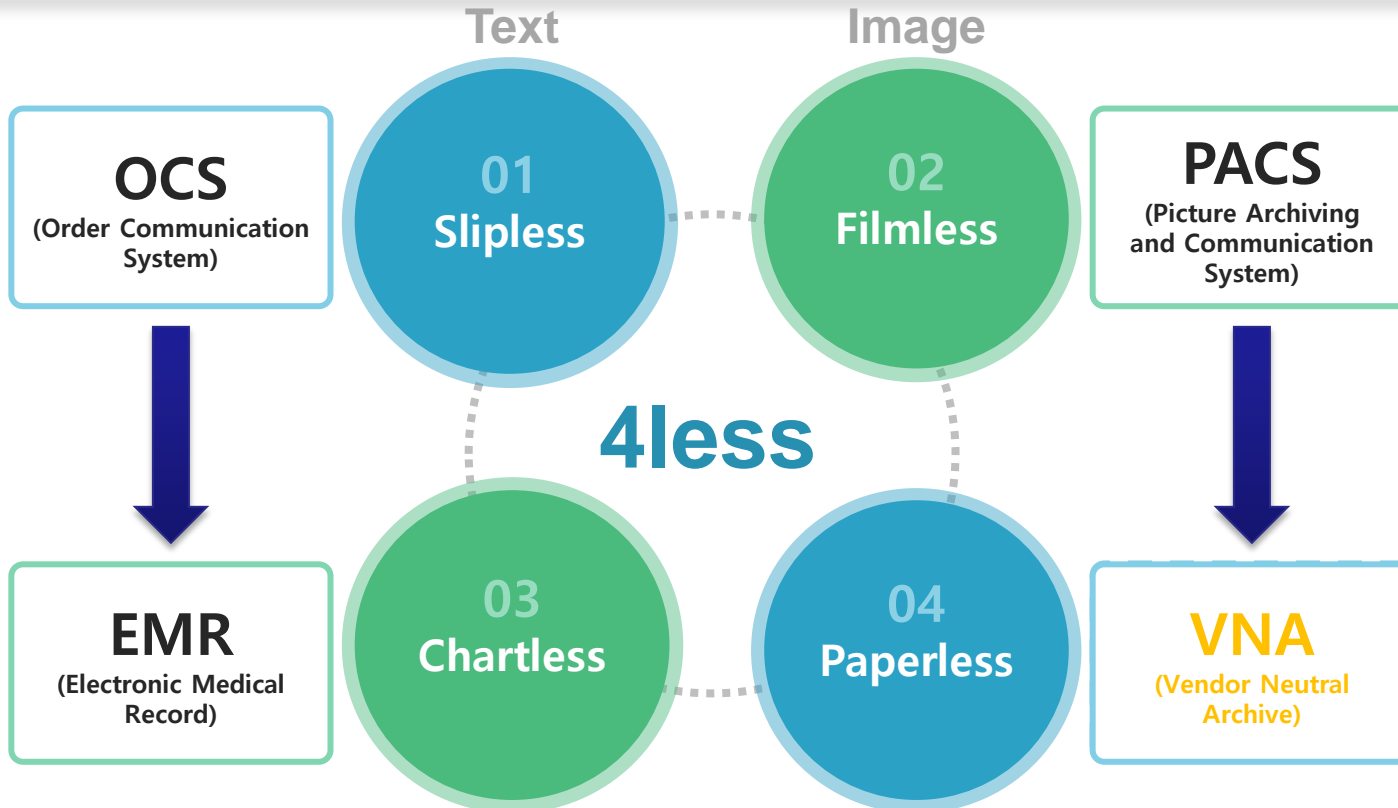 Text
Image
OCS
(Order Communication
System)
01
Slipless
02
Filmless
PACS
(Picture Archiving
and Communication
System)
4less
EMR
(Electronic Medical
Record)
03
Chartless
04
Paperless
VNA
(Vendor Neutral
Archive)